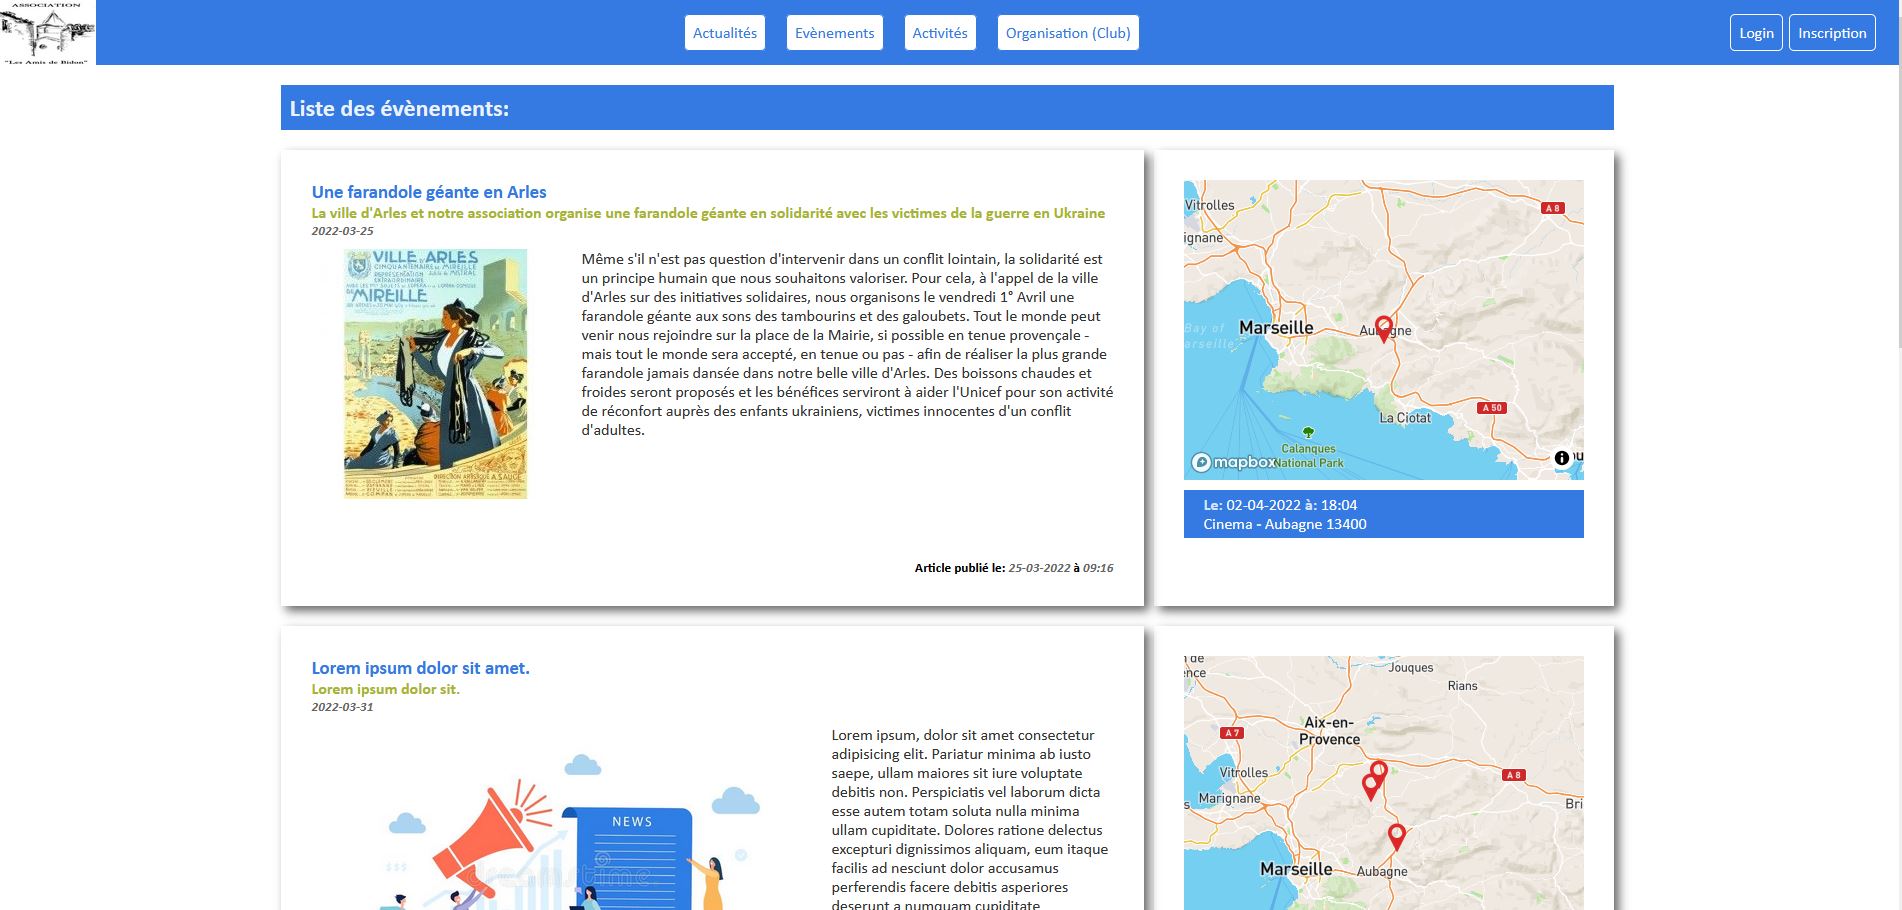 ASSOCIATION
"Les Amis de
Actualités
Evènements
Activités
Organisation (Club)
Login
Inscription
Liste des évènements:
Une farandole géante en Arles
La ville d'Arles et notre association organise une farandole géante en solidarité avec les victimes de la guerre en Ukraine
2022-03-25
VILLE D'ARLES
CINQUANTENAIRE DE MIREILLE
REPRESENTATION
EXTRAORDINAIRE
DE MIREILLE
DIRECTION ARTISTIQUE A. SAUGE
Même s'il n'est pas question d'intervenir dans un conflit lointain, la solidarité est
un principe humain que nous souhaitons valoriser. Pour cela, à l'appel de la ville
d'Arles sur des initiatives solidaires, nous organisons le vendredi 1° Avril une
farandole géante aux sons des tambourins et des galoubets. Tout le monde peut
venir nous rejoindre sur la place de la Mairie, si possible en tenue provençale -
mais tout le monde sera accepté, en tenue ou pas - afin de réaliser la plus grande
farandole jamais dansée dans notre belle ville d'Arles. Des boissons chaudes et
froides seront proposés et les bénéfices serviront à aider l'Unicef pour son activité
de réconfort auprès des enfants ukrainiens, victimes innocentes d'un conflit
d'adultes.
Article publié le: 25-03-2022 à 09:16
Vitrolles
ignane
A 8
Bay of
arseille
Marseille
Aubagne
A 50
La Ciotat
Calanques
National Park
mapbox
Le: 02-04-2022 à: 18:04
Cinema - Aubagne 13400
Lorem ipsum dolor sit amet.
Lorem ipsum dolor sit.
2022-03-31
NEWS
$$$
dreamstime
Lorem ipsum, dolor sit amet consectetur
adipisicing elit. Pariatur minima ab iusto
saepe, ullam maiores sit iure voluptate
debitis non. Perspiciatis vel laborum dicta
esse autem totam soluta nulla minima
ullam cupiditate. Dolores ratione delectus
excepturi dignissimos aliquam, eum itaque
facilis ad nesciunt dolor accusamus
perferendis facere debitis asperiores
deserunt a numquam cupiditate
n de
ence
Jouques
Rians
Aix-en-
Provence
A 7
Vitrolles
A 8
Marignane
Bri
Marseille
Aubagne